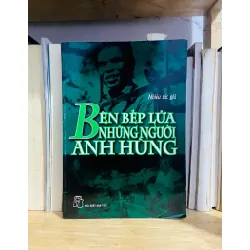 Nhiều tác giả
BÊN BẾP LỬA
NHỮNG NGƯỜI
ANH HÙNG